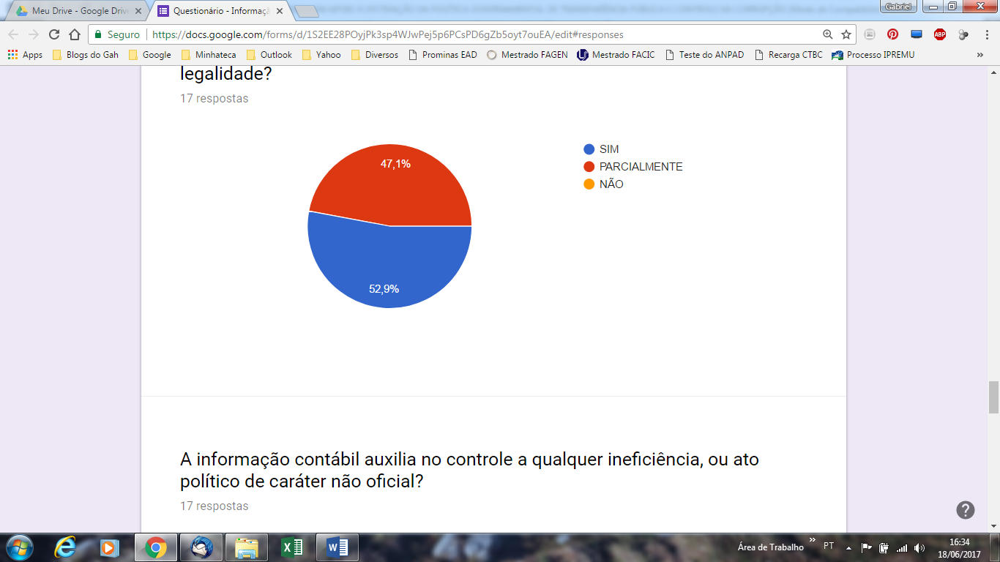 Meu Drive - Google Drive
Questionário - Informaçã
Gabriel
Seguro
https://docs.google.com/forms/d/1S2EE28POyjPk3sp4WJwPej5p6PCsPD6gZb5oyt7ouEA/edit#responses
ABP
Apps Blogs do Gah Google Minhateca Outlook Yahoo Diversos Prominas EAD Mestrado FAGEN Mestrado FACIC Teste do ANPAD Recarga CTBC Processo IPREMU »
legalidade?
17 respostas
47,1%
52,9%
SIM
PARCIALMENTE
NÃO
A informação contábil auxilia no controle a qualquer ineficiência, ou ato
político de caráter não oficial?
17 respostas
Área de Trabalho » PT
16:34
18/06/2017